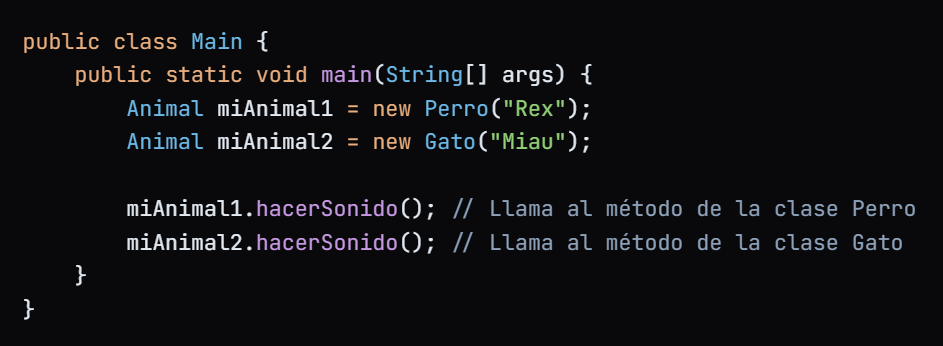 public class Main {
    public static void main(String[] args) {
        Animal miAnimal1 = new Perro("Rex");
        Animal miAnimal2 = new Gato("Miau");

        miAnimal1.hacerSonido(); // Llama al método de la clase Perro
        miAnimal2.hacerSonido(); // Llama al método de la clase Gato
    }
}